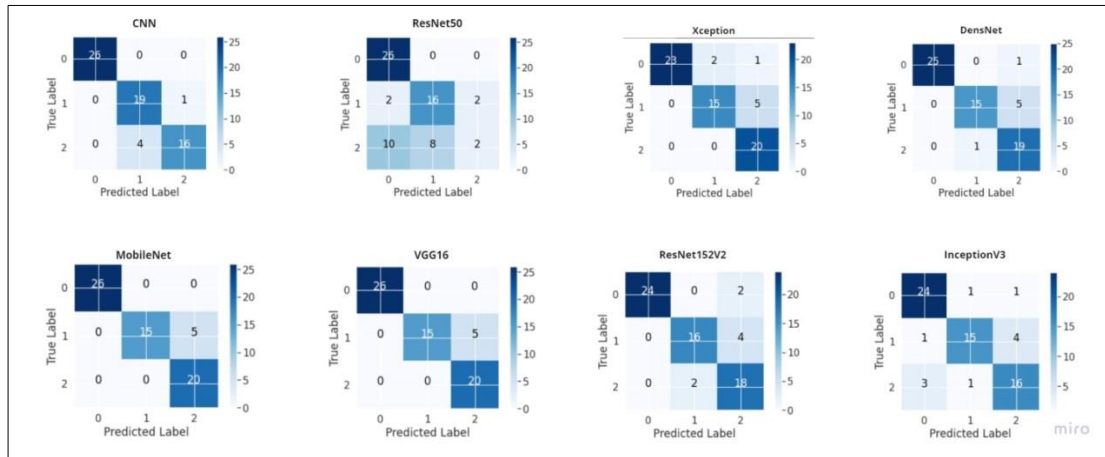 CNN
True Label
0
26 0 0
1
0 19 1
2
0 4 16
0 1 2
Predicted Label
25
20
15
10
5
0
ResNet50
True Label
0
26 0 0
1
2 16 2
2
10 8 2
0 1 2
Predicted Label
25
20
15
10
5
0
Xception
True Label
0
23 2 1
1
0 15 5
2
0 0 20
0 1 2
Predicted Label
20
15
10
5
0
DensNet
True Label
0
25 0 1
1
0 15 5
2
0 1 19
0 1 2
Predicted Label
25
20
15
10
5
0
MobileNet
True Label
0
26 0 0
1
0 15 5
2
0 0 20
0 1 2
Predicted Label
25
20
15
10
5
0
VGG16
True Label
0
26 0 0
1
0 15 5
2
0 0 20
0 1 2
Predicted Label
25
20
15
10
5
0
ResNet152V2
True Label
0
24 0 2
1
0 16 4
2
0 2 18
0 1 2
Predicted Label
20
15
10
5
0
InceptionV3
True Label
0
24 1 1
1
1 15 4
2
3 1 16
0 1 2
Predicted Label
20
15
10
5
miro